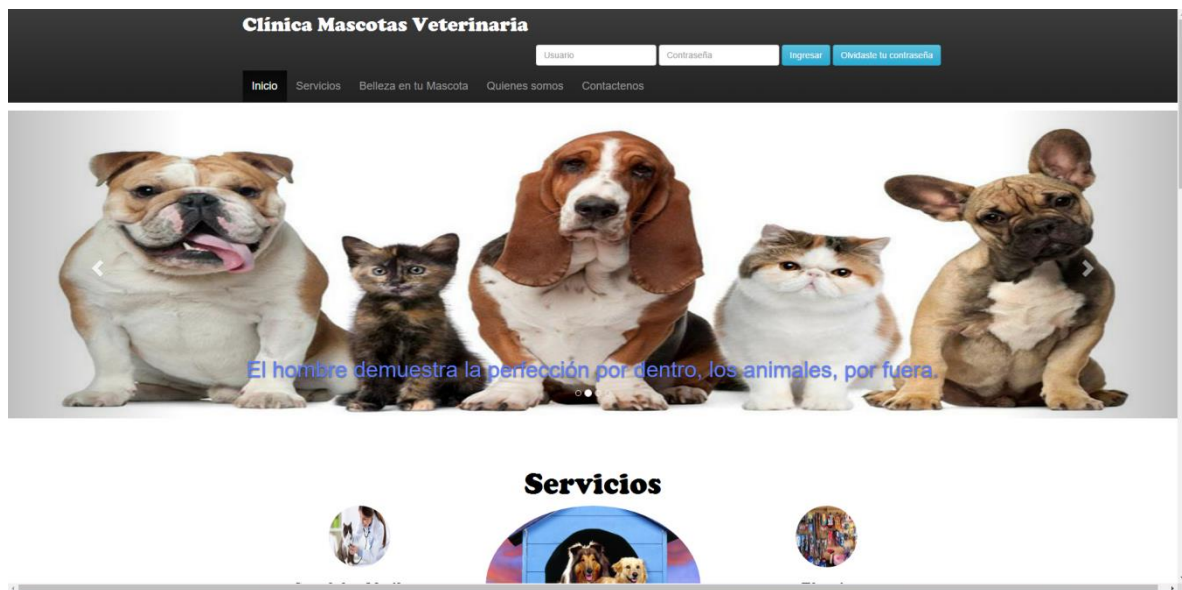 Clínica Mascotas Veterinaria
Usuario Contraseña Ingresar Olvidaste tu contraseña
Inicio Servicios Belleza en tu Mascota Quienes somos Contactenos
El hombre demuestra la perfección por dentro, los animales, por fuera.
Servicios